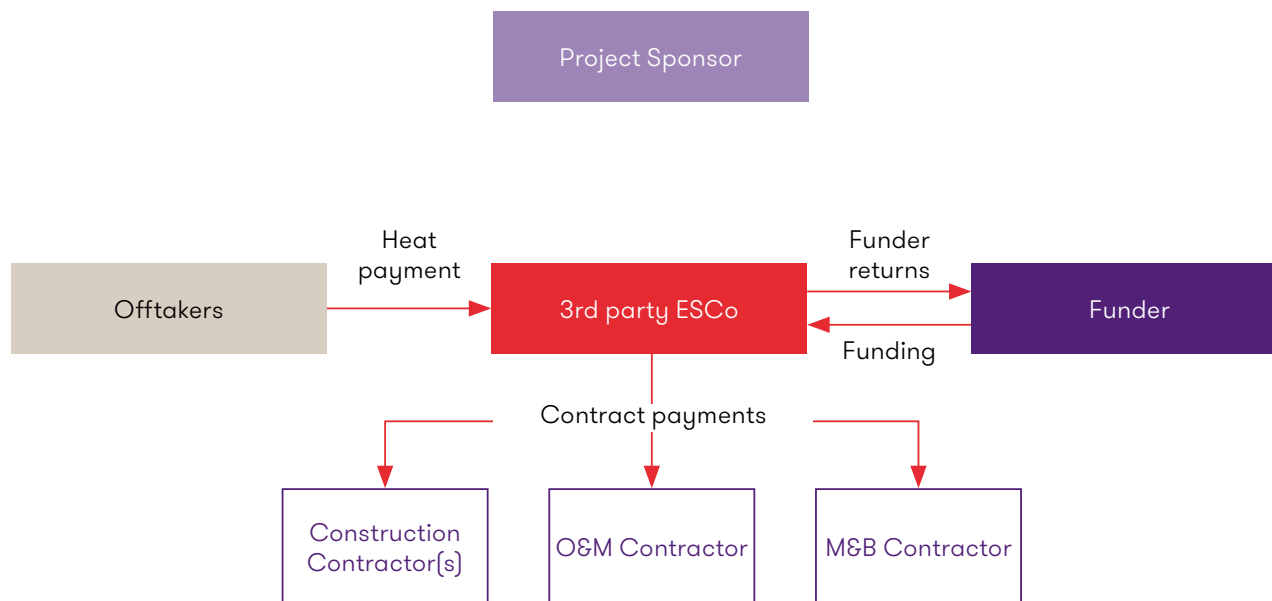 Project Sponsor
Heat
payment
Funder
returns
Offtakers
3rd party ESCo
Funder
Funding
Contract payments
Construction
Contractor(s)
O&M Contractor
M&B Contractor